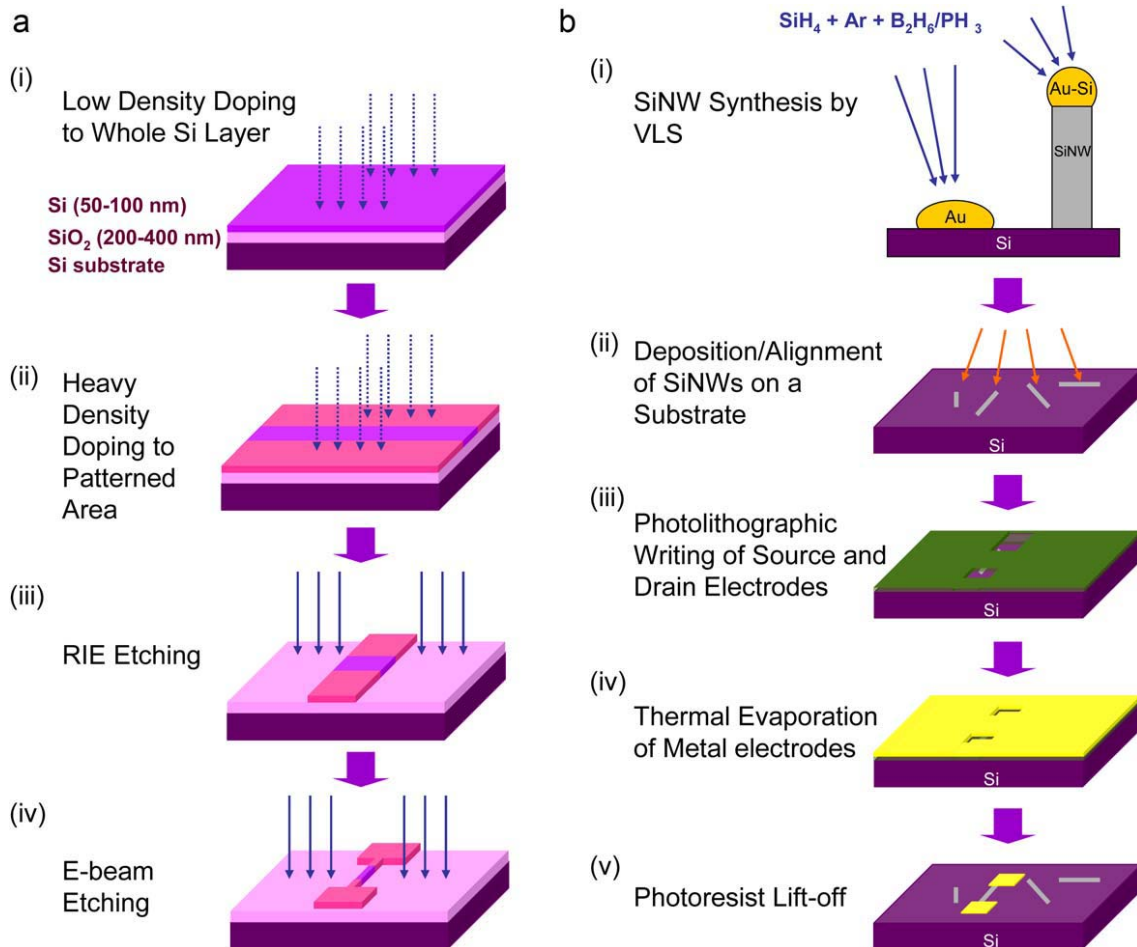 a
(i)
Low Density Doping
to Whole Si Layer
Si (50-100 nm)
SiO₂ (200-400 nm)
Si substrate
(ii)
Heavy
Density
Doping to
Patterned
Area
(iii)
RIE Etching
(iv)
E-beam
Etching
b
SiH₄ + Ar + B₂H₆/PH ₃
(i)
SiNW Synthesis by
VLS
Au-Si
SiNW
Au
Si
(ii)
Deposition/Alignment
of SiNWs on a
Substrate
Si
(iii)
Photolithographic
Writing of Source and
Drain Electrodes
Si
(iv)
Thermal Evaporation
of Metal electrodes
Si
(v)
Photoresist Lift-off
Si